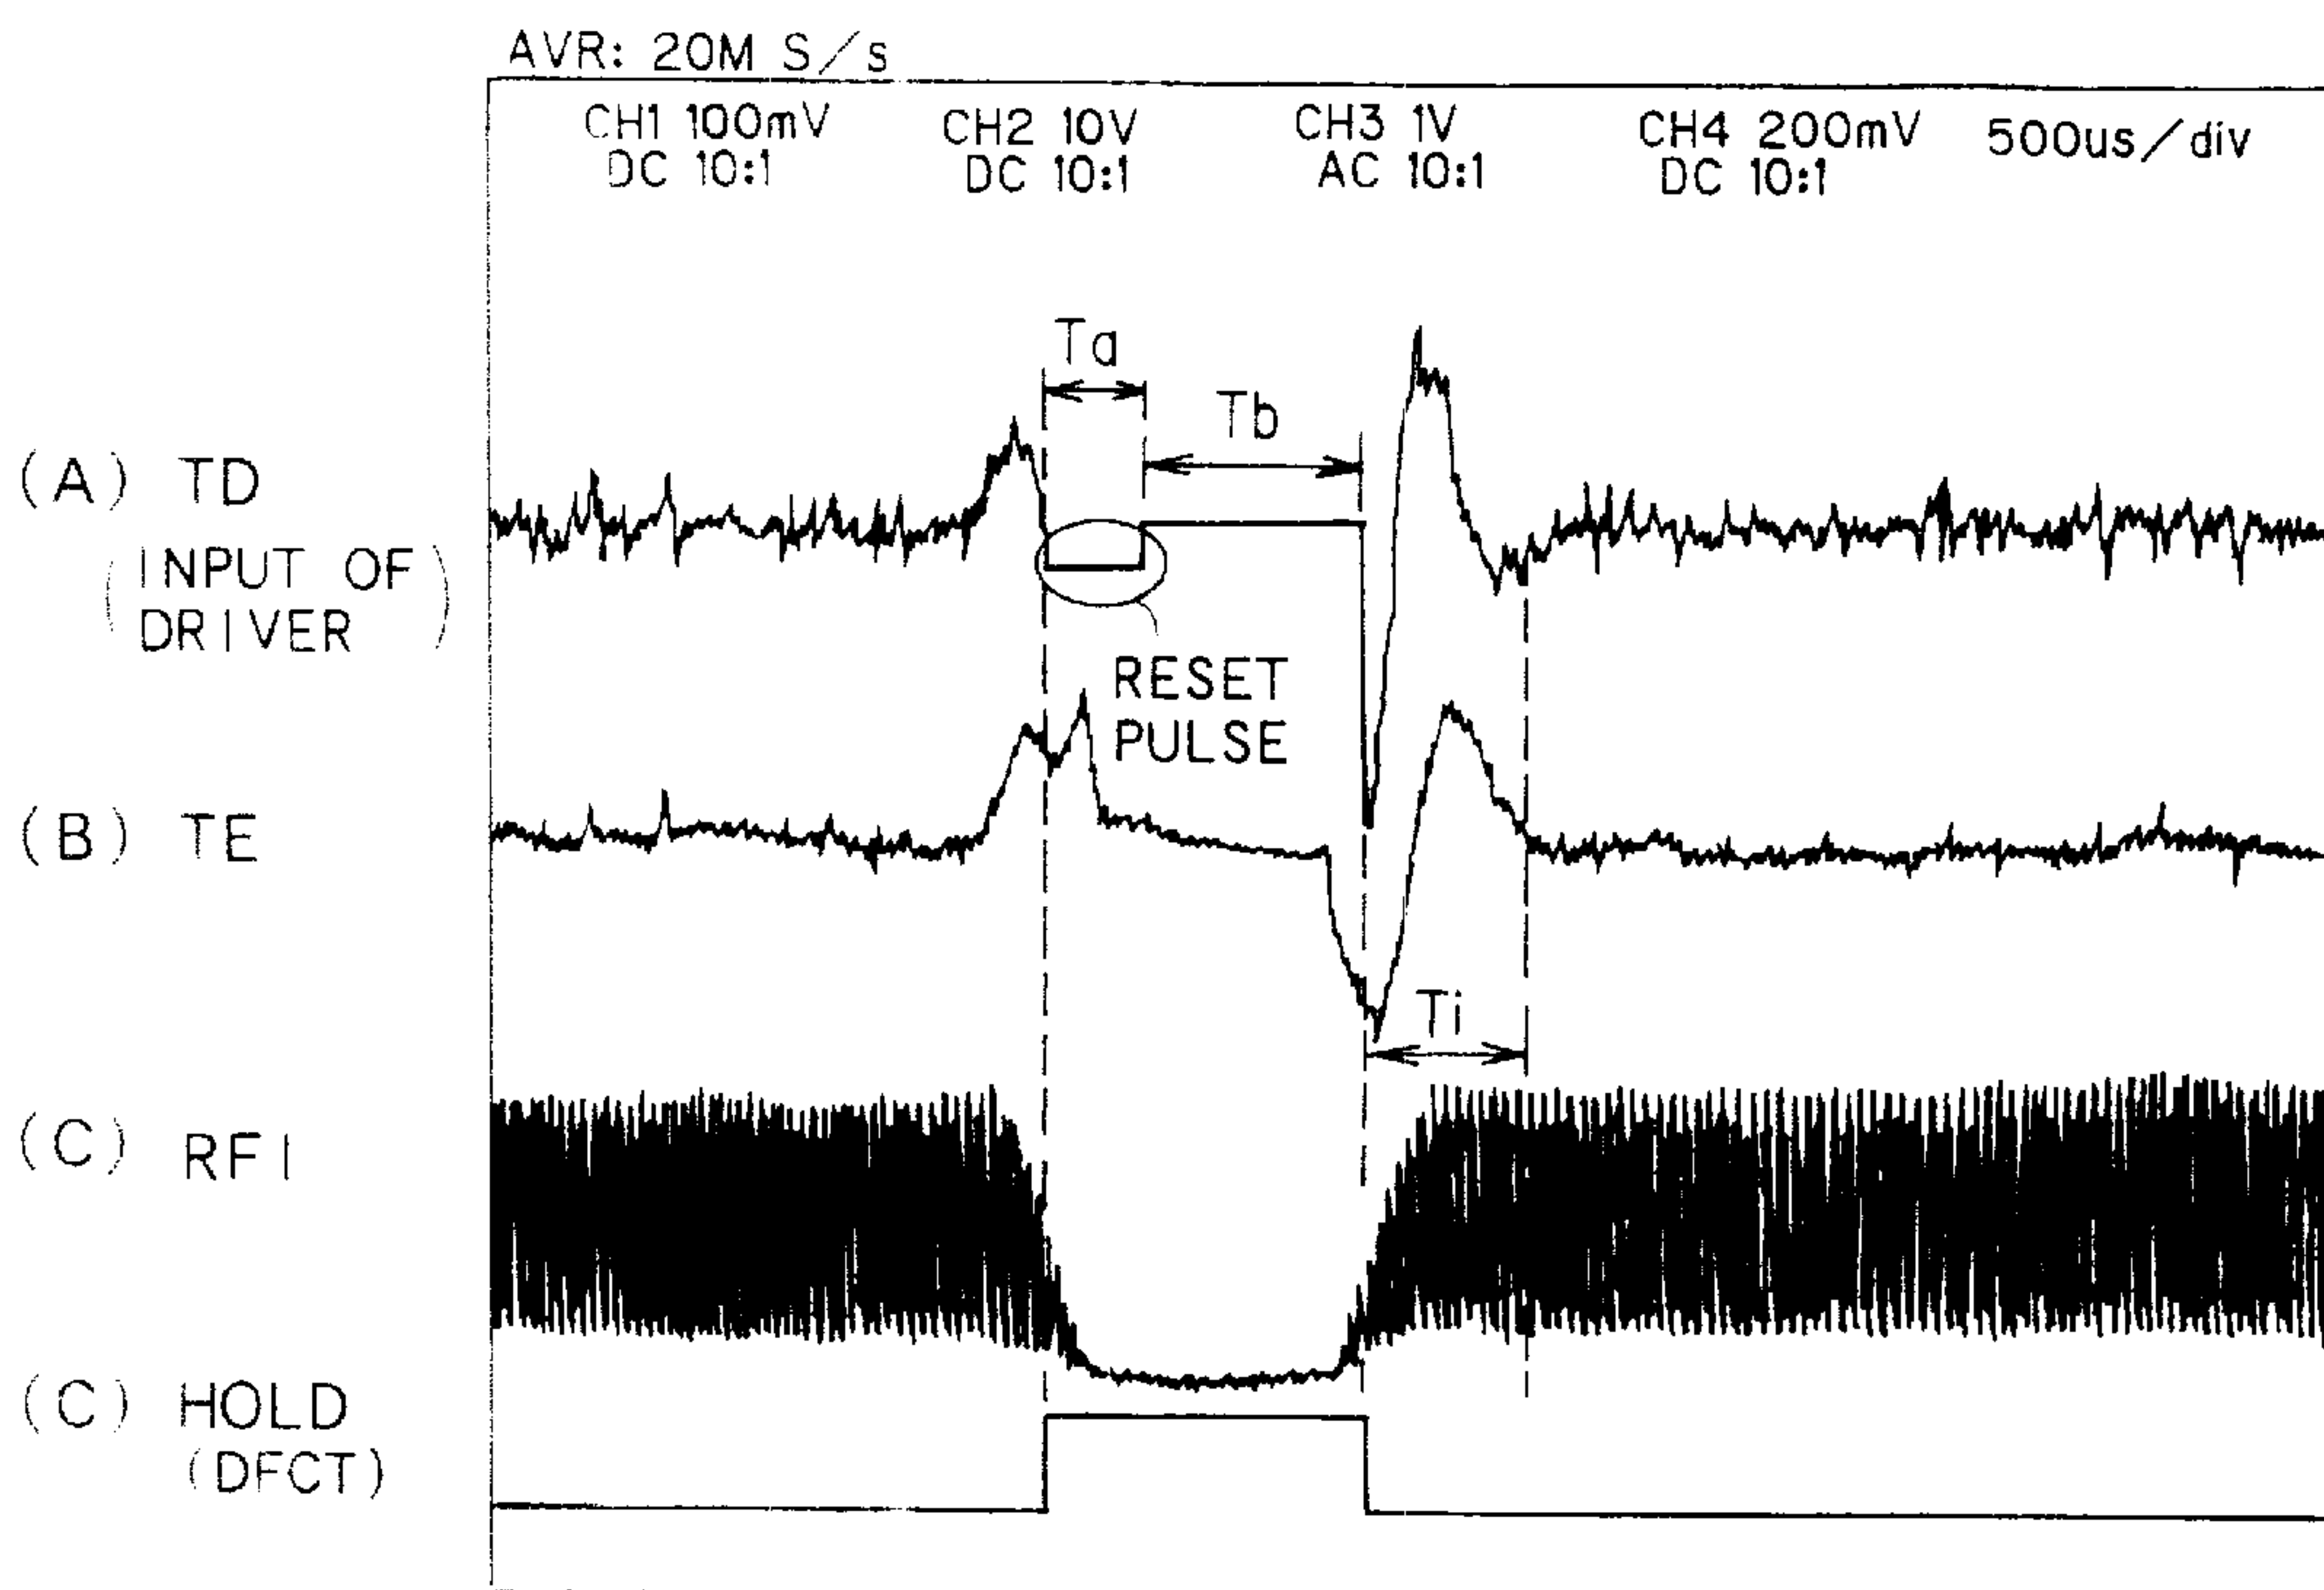 AVR: 20M S/s
CH1 100mV CH2 10V CH3 1V CH4 200mV 500us/div
DC 10:1 DC 10:1 AC 10:1 DC 10:1
Ta
Tb
(A) TD
(INPUT OF
DRIVER)
RESET
PULSE
(B) TE
Ti
(C) RFI
(C) HOLD
(DFCT)